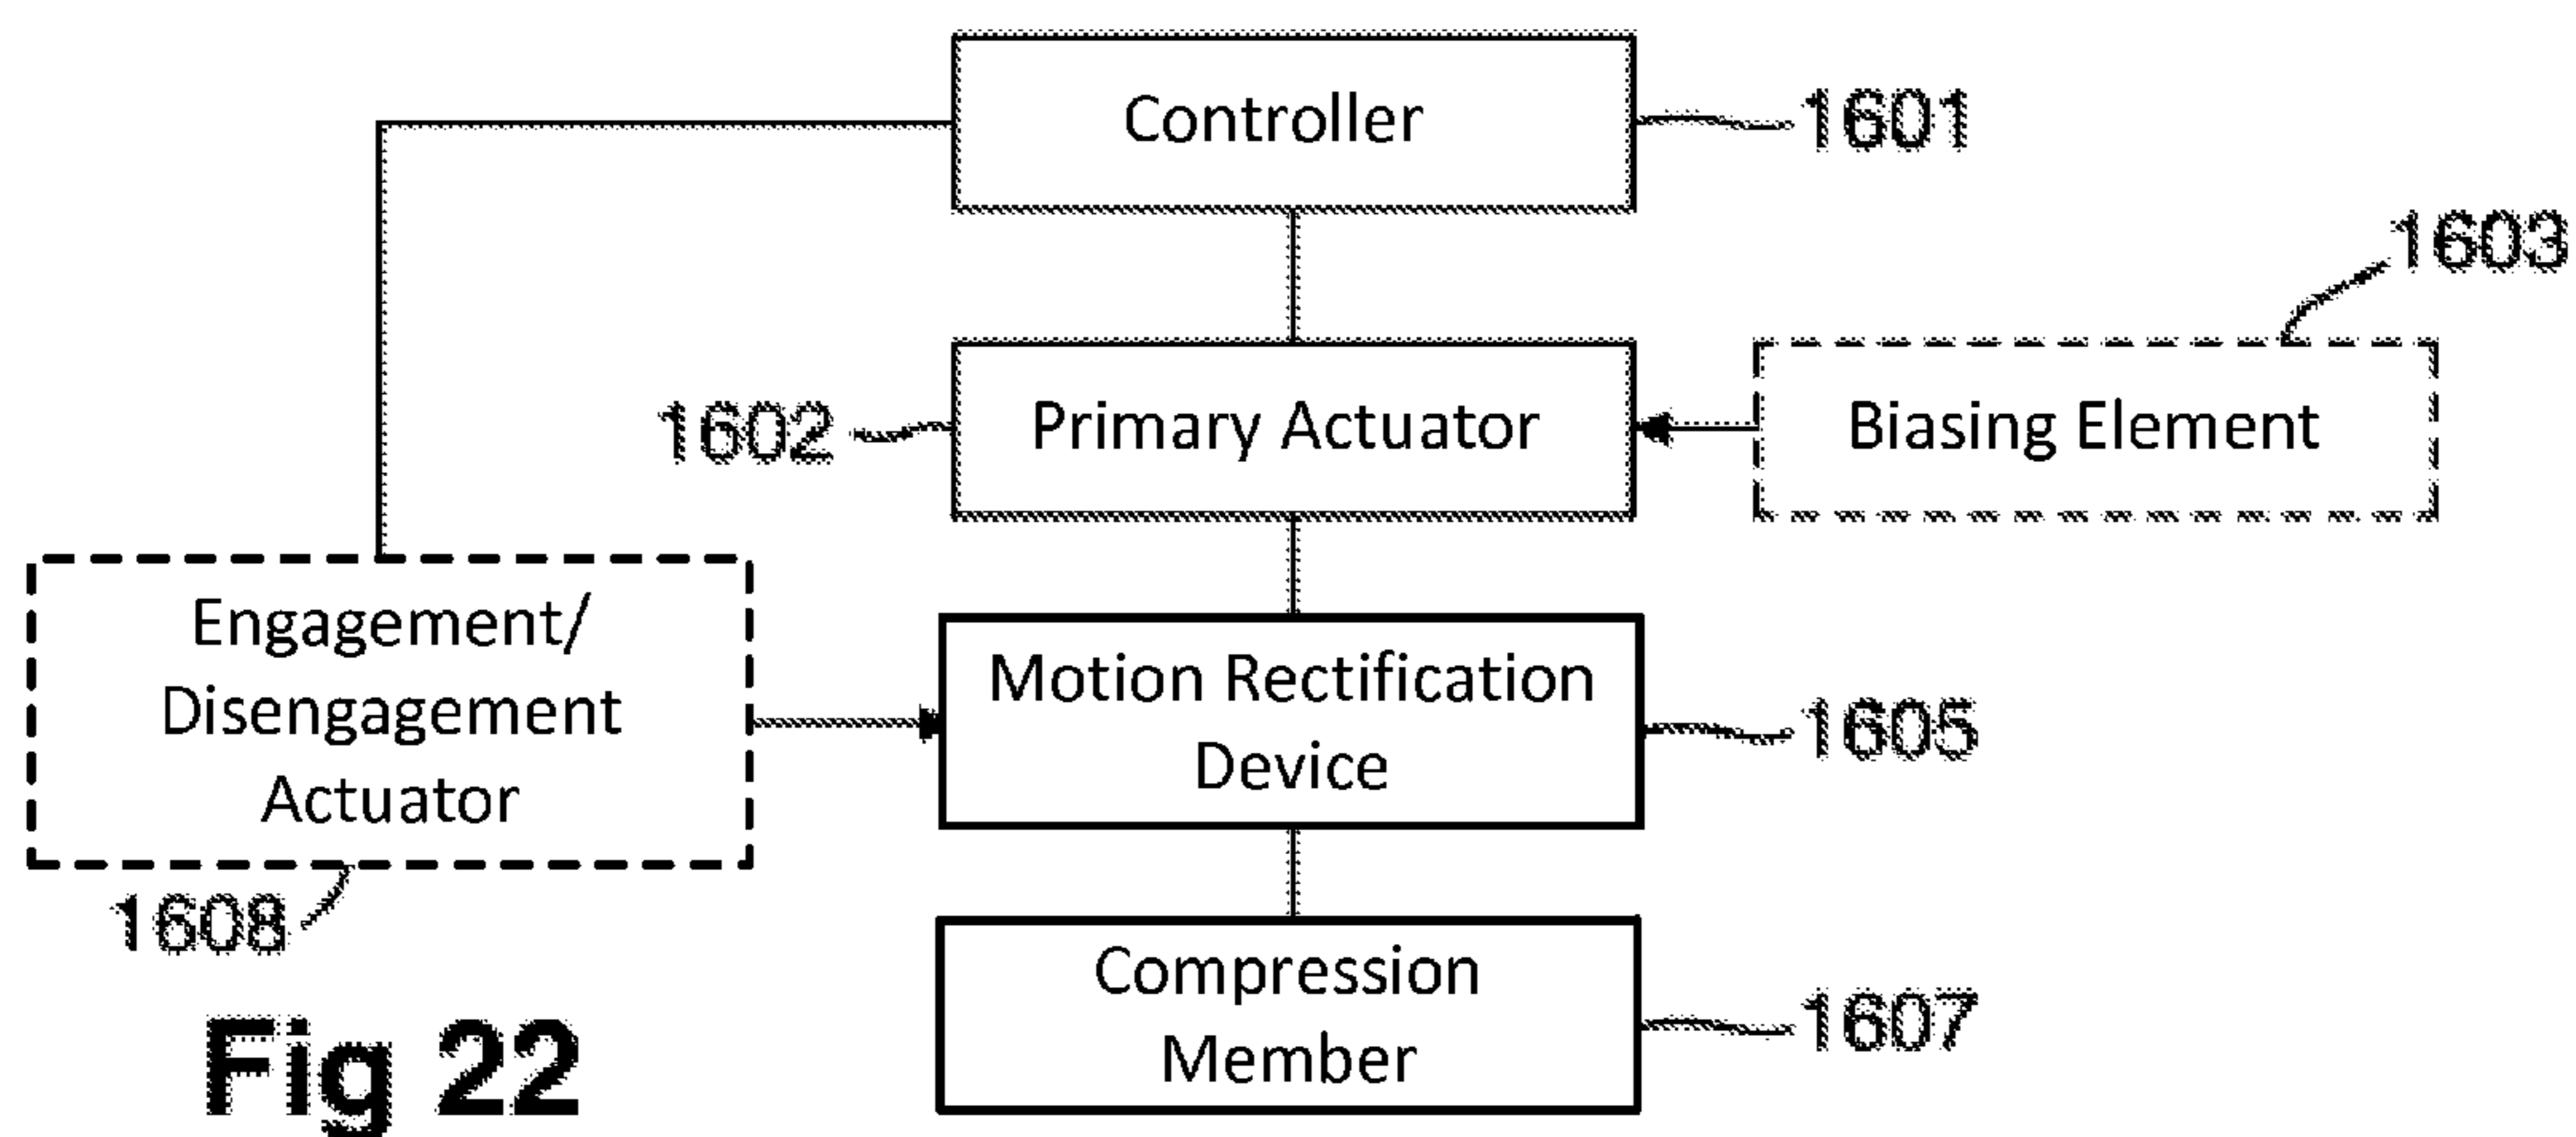 Controller
1601
1603
1602
Primary Actuator
Biasing Element
Engagement/
Disengagement
Actuator
Motion Rectification
Device
1605
1608
Compression
Member
1607
Fig 22